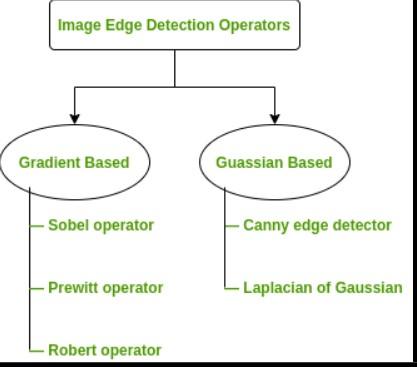 Image Edge Detection Operators
Gradient Based
Guassian Based
Sobel operator
Canny edge detector
Prewitt operator
Laplacian of Gaussian
Robert operator